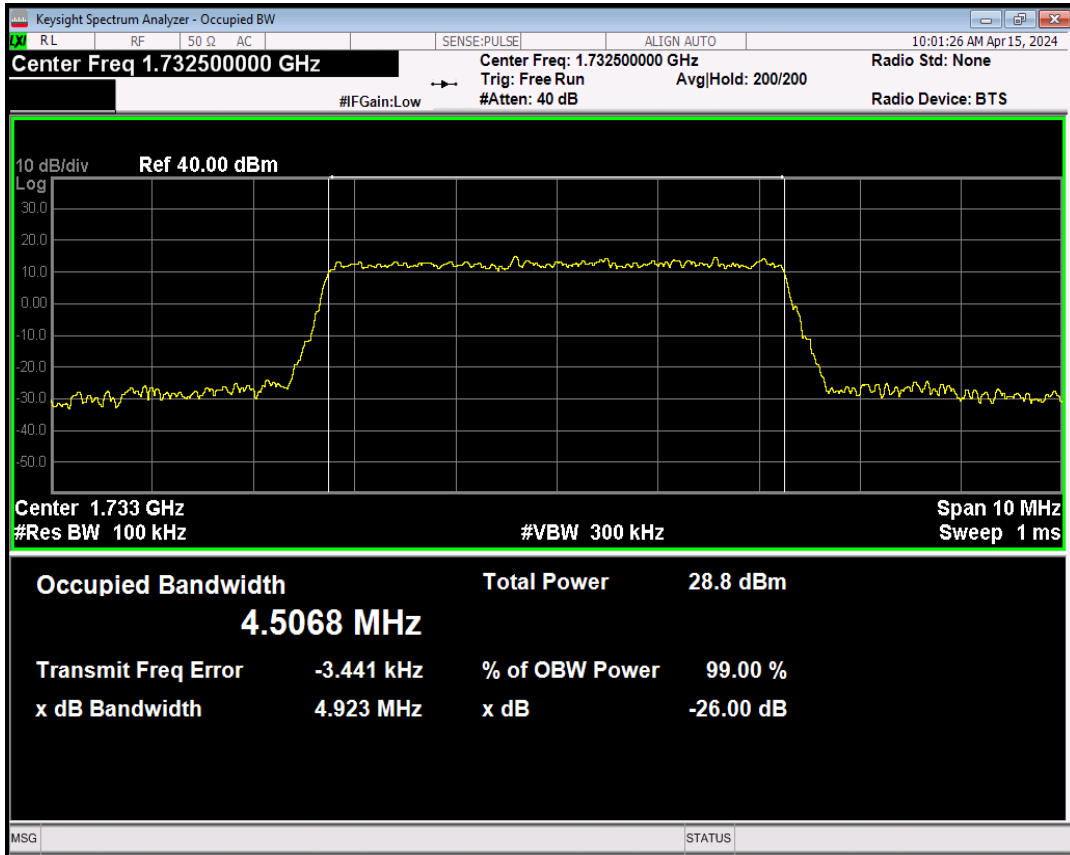 Keysight Spectrum Analyzer - Occupied BW
LXI RL RF 50 Ω AC SENSE:PULSE ALIGN AUTO 10:01:26 AM Apr 15, 2024
Center Freq 1.732500000 GHz Center Freq: 1.732500000 GHz Radio Std: None
Trig: Free Run Avg|Hold: 200/200
#IFGain:Low #Atten: 40 dB Radio Device: BTS
10 dB/div Ref 40.00 dBm
Log
30.0
20.0
10.0
0.00
-10.0
-20.0
-30.0
-40.0
-50.0
Center 1.733 GHz Span 10 MHz
#Res BW 100 kHz #VBW 300 kHz Sweep 1 ms
Occupied Bandwidth Total Power 28.8 dBm
4.5068 MHz
Transmit Freq Error -3.441 kHz % of OBW Power 99.00 %
x dB Bandwidth 4.923 MHz x dB -26.00 dB
MSG STATUS